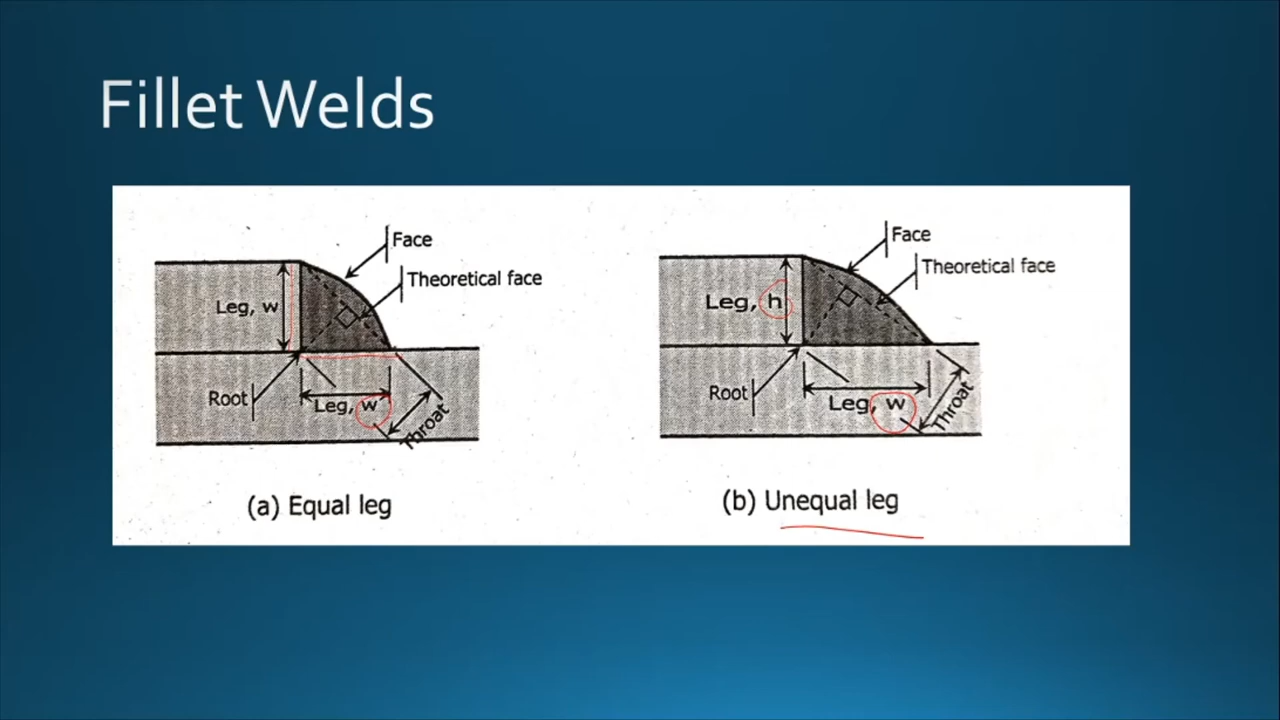 Fillet Welds
Face
Theoretical face
Leg, w
Root
Leg, w
Throat
(a) Equal leg
Face
Theoretical face
Leg, h
Root
Leg, w
Throat
(b) Unequal leg